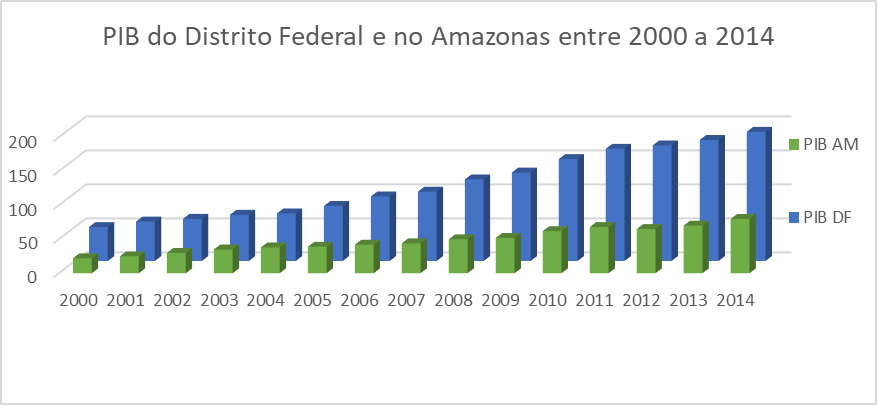 PIB do Distrito Federal e no Amazonas entre 2000 a 2014
200
150
100
50
0
2000 2001 2002 2003 2004 2005 2006 2007 2008 2009 2010 2011 2012 2013 2014
PIB AM
PIB DF